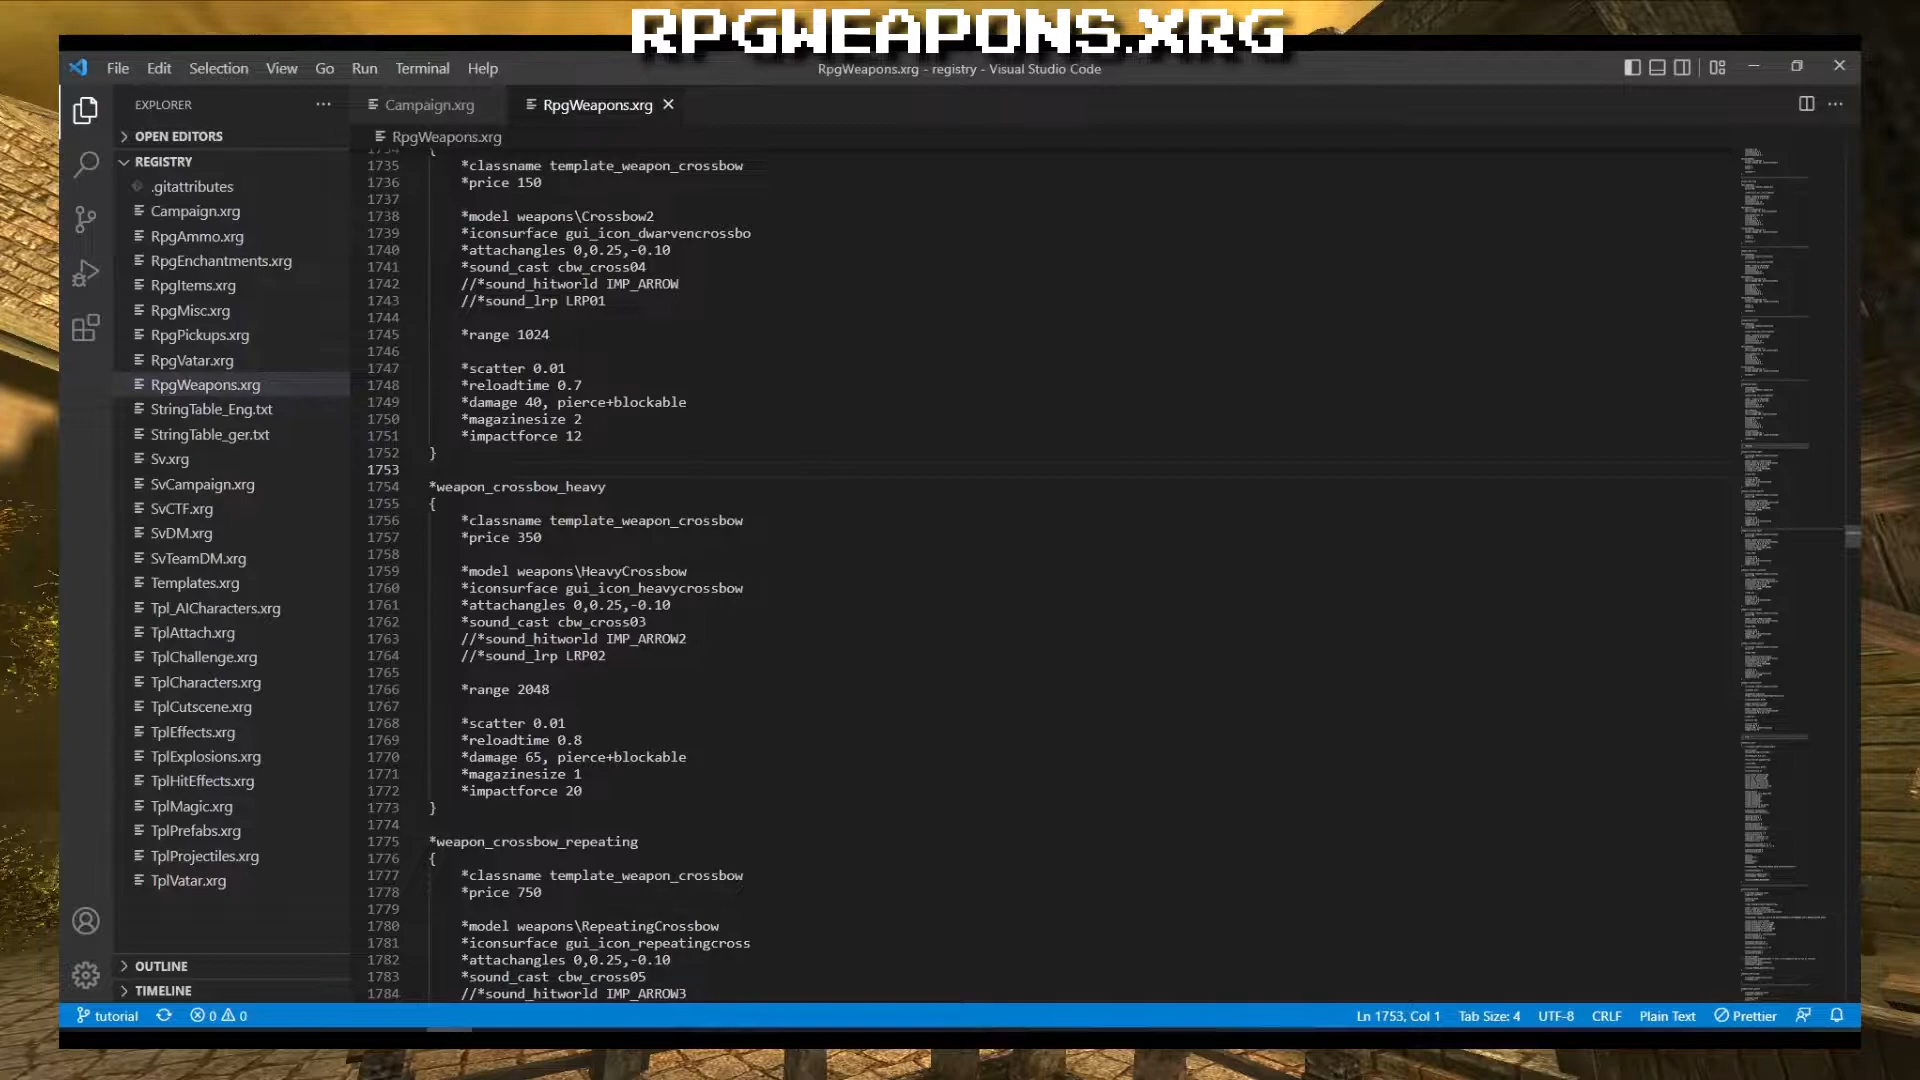 RPGWEAPONS.XRG
File Edit Selection View Go Run Terminal Help
RpgWeapons.xrg - registry - Visual Studio Code
EXPLORER
Campaign.xrg
RpgWeapons.xrg
OPEN EDITORS
RpgWeapons.xrg
REGISTRY
.gitattributes
Campaign.xrg
RpgAmmo.xrg
RpgEnchantments.xrg
RpgItems.xrg
RpgMisc.xrg
RpgPickups.xrg
RpgVatar.xrg
RpgWeapons.xrg
StringTable_Eng.txt
StringTable_ger.txt
Sv.xrg
SvCampaign.xrg
SvCTF.xrg
SvDM.xrg
SvTeamDM.xrg
Templates.xrg
Tpl_AICharacters.xrg
TplAttach.xrg
TplChallenge.xrg
TplCharacters.xrg
TplCutscene.xrg
TplEffects.xrg
TplExplosions.xrg
TplHitEffects.xrg
TplMagic.xrg
TplPrefabs.xrg
TplProjectiles.xrg
TplVatar.xrg
OUTLINE
TIMELINE
1734 {
1735 *classname template_weapon_crossbow
1736 *price 150
1737
1738 *model weapons\Crossbow2
1739 *iconsurface gui_icon_dwarvencrossbo
1740 *attachangles 0,0.25,-0.10
1741 *sound_cast cbw_cross04
1742 //*sound_hitworld IMP_ARROW
1743 //*sound_lrp LRP01
1744
1745 *range 1024
1746
1747 *scatter 0.01
1748 *reloadtime 0.7
1749 *damage 40, pierce+blockable
1750 *magazinesize 2
1751 *impactforce 12
1752 }
1753
1754 *weapon_crossbow_heavy
1755 {
1756 *classname template_weapon_crossbow
1757 *price 350
1758
1759 *model weapons\HeavyCrossbow
1760 *iconsurface gui_icon_heavycrossbow
1761 *attachangles 0,0.25,-0.10
1762 *sound_cast cbw_cross03
1763 //*sound_hitworld IMP_ARROW2
1764 //*sound_lrp LRP02
1765
1766 *range 2048
1767
1768 *scatter 0.01
1769 *reloadtime 0.8
1770 *damage 65, pierce+blockable
1771 *magazinesize 1
1772 *impactforce 20
1773 }
1774
1775 *weapon_crossbow_repeating
1776 {
1777 *classname template_weapon_crossbow
1778 *price 750
1779
1780 *model weapons\RepeatingCrossbow
1781 *iconsurface gui_icon_repeatingcross
1782 *attachangles 0,0.25,-0.10
1783 *sound_cast cbw_cross05
1784 //*sound_hitworld IMP_ARROW3
tutorial 0 0 Ln 1753, Col 1 Tab Size: 4 UTF-8 CRLF Plain Text Prettier